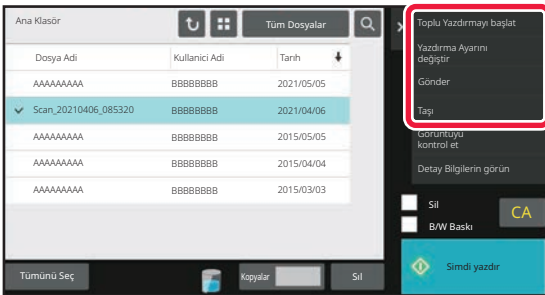 Ana Klasör
Tüm Dosyalar
Dosya Adi
Kullanici Adi
Tarih
AAAAAAAAA BBBBBBBB 2021/05/05
Scan_20210406_085320 BBBBBBBB 2021/04/06
AAAAAAAAA BBBBBBBB 2015/05/05
AAAAAAAAA BBBBBBBB 2015/04/04
AAAAAAAAA BBBBBBBB 2015/03/03
Tümünü Seç
Kopyalar
Sıl
Toplu Yazdırmayı başlat
Yazdırma Ayarını
değiştir
Gönder
Taşı
Görüntüyü
kontrol et
Detay Bilgilerin görün
Sil
B/W Baskı
CA
Simdi yazdır